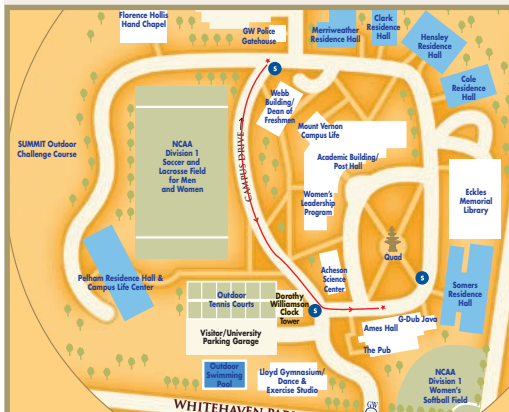 Florence Hollis
Hand Chapel
GW Police
Gatehouse
Merriweather
Residence Hall
Clark
Residence
Hall
Hensley
Residence
Hall
Cole
Residence
Hall
S
Webb
Building/
Dean of
Freshmen
Mount Vernon
Campus Life
Academic Building/
Post Hall
Women's
Leadership
Program
SUMMIT Outdoor
Challenge Course
NCAA
Division 1
Soccer and
Lacrosse Field
for Men
and Women
CAMPUS DRIVE
Eckles
Memorial
Library
Quad
S
Pelham Residence Hall &
Campus Life Center
Acheson
Science
Center
Somers
Residence
Hall
Outdoor
Tennis Courts
Dorothy
Williamson
Clock
Tower
S
Visitor/University
Parking Garage
G-Dub Java
Ames Hall
The Pub
Outdoor
Swimming
Pool
Lloyd Gymnasium/
Dance &
Exercise Studio
NCAA
Division 1
Women's
Softball Field
WHITEHAVEN
GW